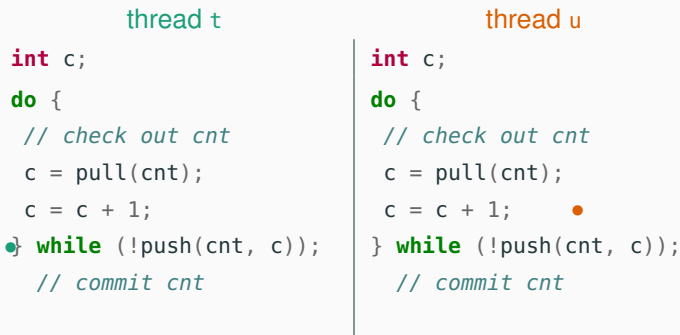 thread t
int c;
do {
// check out cnt
c = pull(cnt);
c = c + 1;
} while (!push(cnt, c));
// commit cnt
thread u
int c;
do {
// check out cnt
c = pull(cnt);
c = c + 1;
} while (!push(cnt, c));
// commit cnt